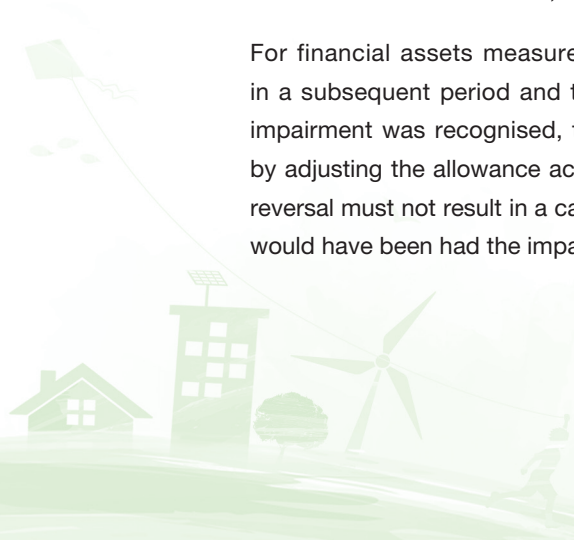 For financial assets measure
in a subsequent period and t
impairment was recognised,
by adjusting the allowance ac
reversal must not result in a ca
would have been had the impa